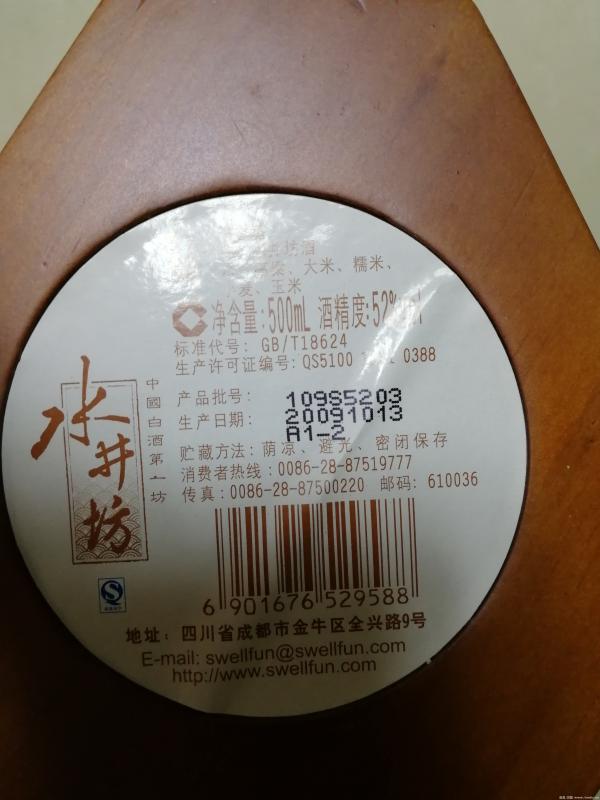 井坊酒
、大米、糯米、
麦、玉米
净含量:500mL 酒精度:52%
标准代号: GB/T18624
生产许可证编号: QS5100 0388
产品批号: 109S5203
生产日期: 20091013
A1-2
贮藏方法: 荫凉、避光、密闭保存
消费者热线: 0086-28-87519777
传真: 0086-28-87500220 邮码: 610036
水井坊
中國白酒第一坊
6 901676 529588
地址: 四川省成都市金牛区全兴路9号
E-mail: swellfun@swellfun.com
http://www.swellfun.com